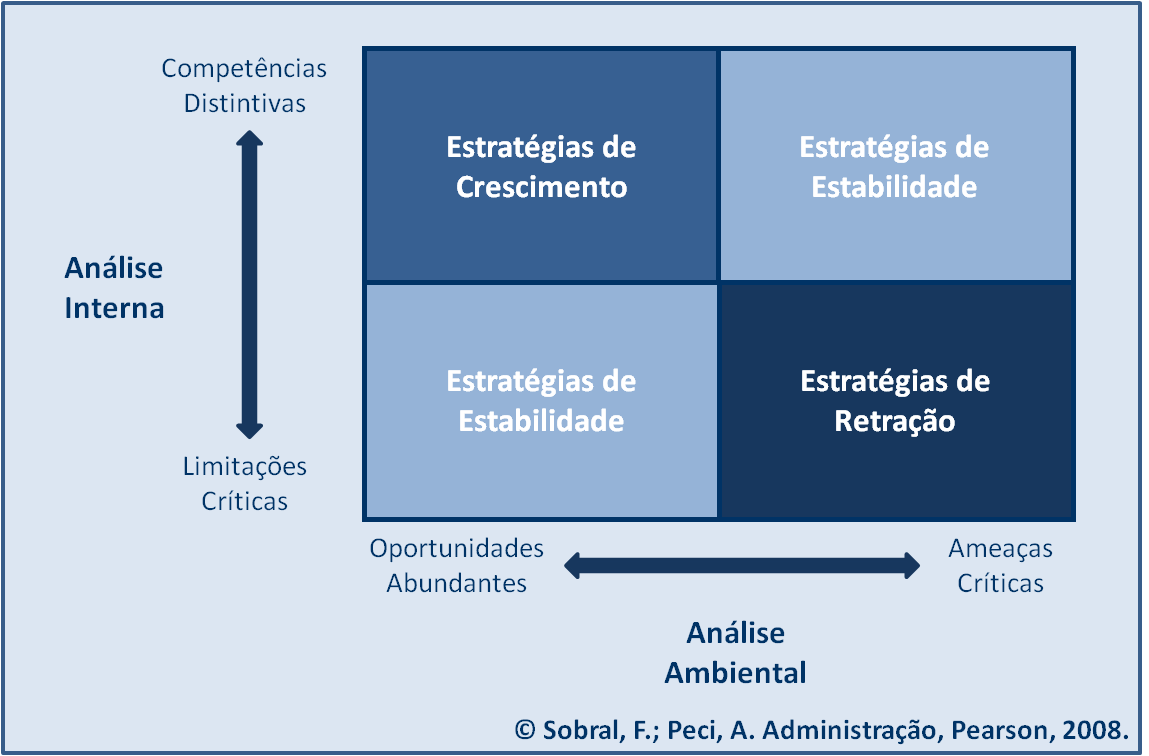 Competências
Distintivas
Estratégias de
Crescimento
Estratégias de
Estabilidade
Análise
Interna
Estratégias de
Estabilidade
Estratégias de
Retração
Limitações
Críticas
Oportunidades
Abundantes
Ameaças
Críticas
Análise
Ambiental
© Sobral, F.; Peci, A. Administração, Pearson, 2008.